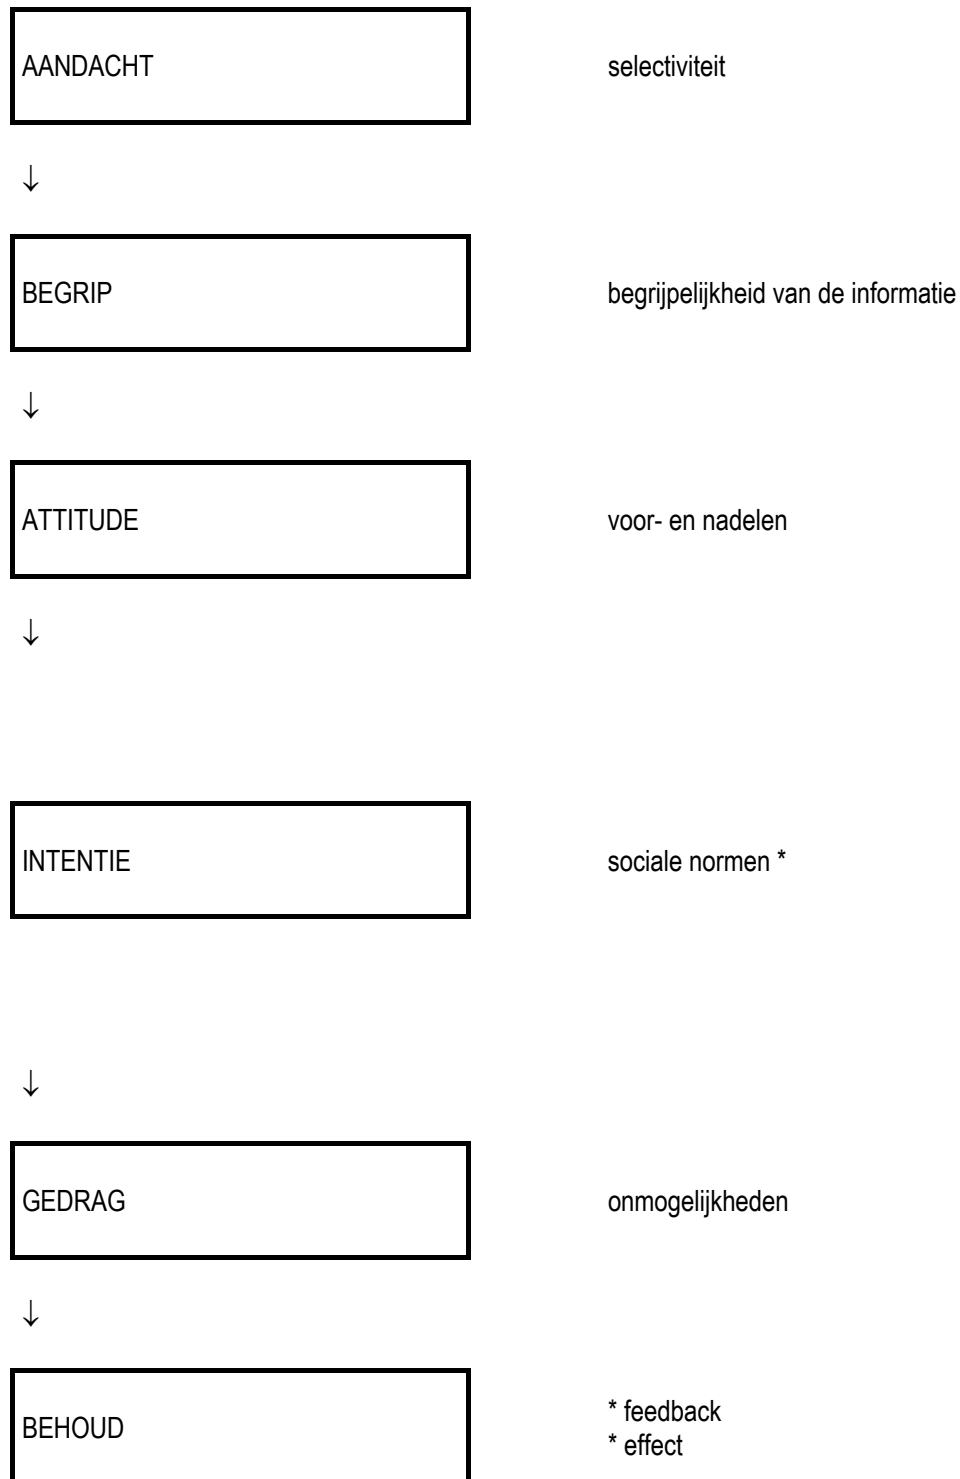 AANDACHT selectiviteit
↓
BEGRIP begrijpelijkheid van de informatie
↓
ATTITUDE voor- en nadelen
↓
INTENTIE sociale normen *
↓
GEDRAG onmogelijkheden
↓
BEHOUD
* feedback
* effect